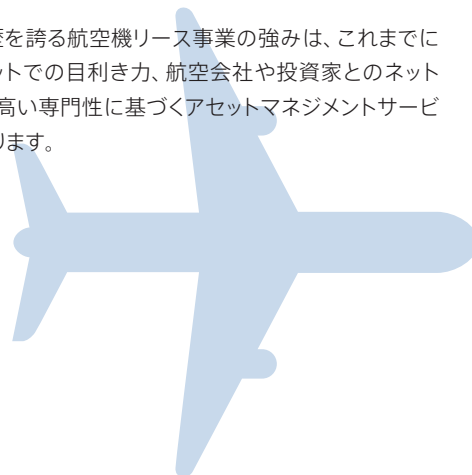 歴を誇る航空機リース事業の強みは、これまでに
ットでの目利き力、航空会社や投資家とのネット
高い専門性に基づくアセットマネジメントサービ
ります。